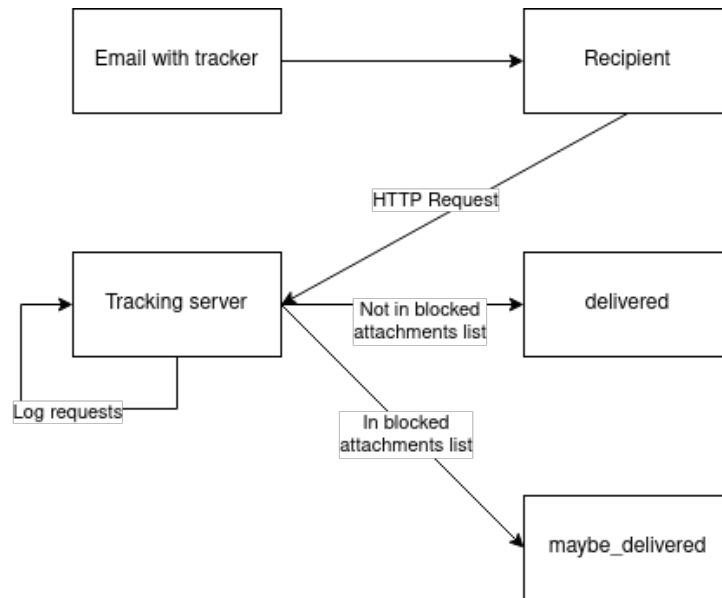 Email with tracker
Recipient
HTTP Request
Tracking server
Not in blocked
attachments list
delivered
Log requests
In blocked
attachments list
maybe_delivered